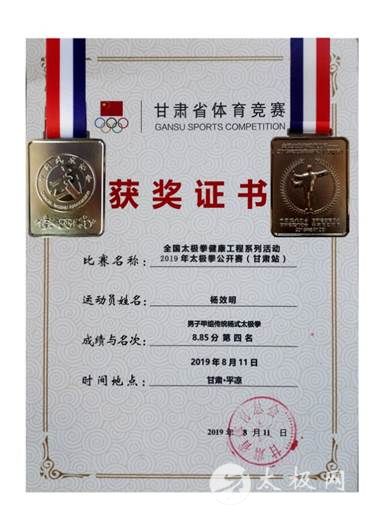 甘肃省体育竞赛
GANSU SPORTS COMPETITION
获奖证书
全国太极拳健康工程系列活动
比赛名称： 2019年太极拳公开赛（甘肃站）
运动员姓名： 杨效明
男子甲组传统杨式太极拳
成绩与名次： 8.85分 第四名
2019年8月11日
时间地点： 甘肃·平凉
2019年 8月11日
太极网